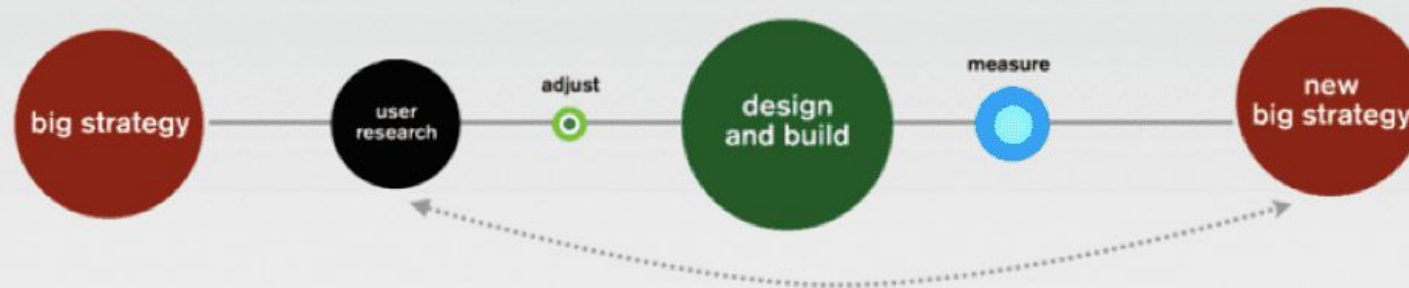 big strategy
user
research
adjust
design
and build
measure
new
big strategy